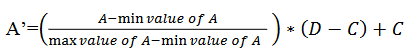 A’=( A−min value of A / max value of A−min value of A ) * (D − C) + C